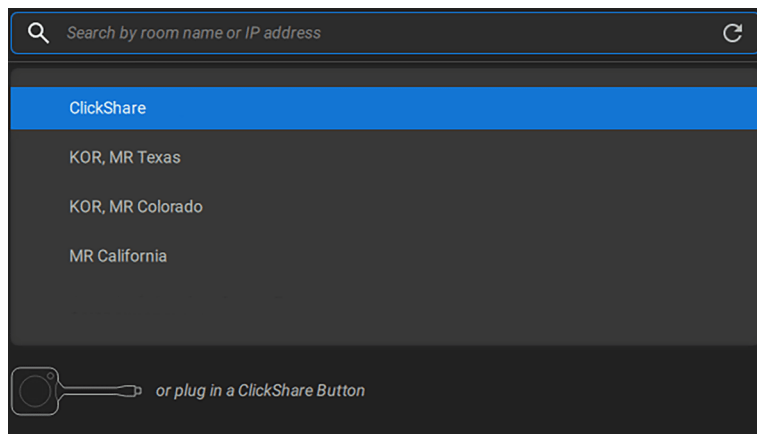 Search by room name or IP address
ClickShare
KOR, MR Texas
KOR, MR Colorado
MR California
or plug in a ClickShare Button